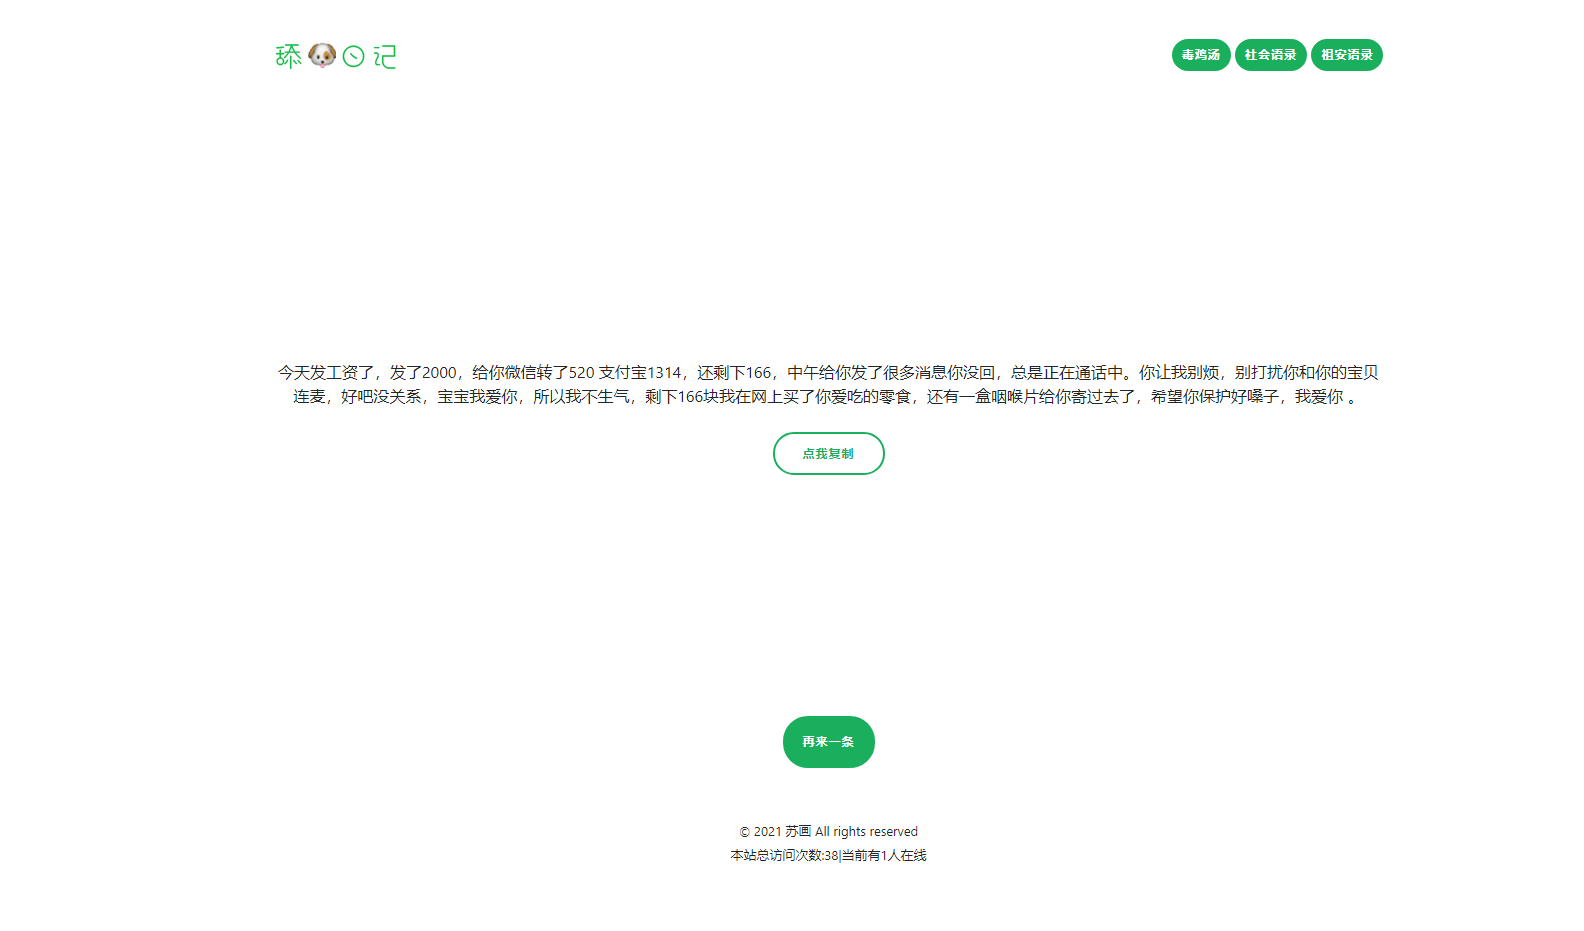 舔🐶日记
毒鸡汤 社会语录 祖安语录
今天发工资了，发了2000，给你微信转了520 支付宝1314，还剩下166，中午给你发了很多消息你没回，总是正在通话中。你让我别烦，别打扰你和你的宝贝
连麦，好吧没关系，宝宝我爱你，所以我不生气，剩下166块我在网上买了你爱吃的零食，还有一盒咽喉片给你寄过去了，希望你保护好嗓子，我爱你 。
点我复制
再来一条
© 2021 苏画 All rights reserved
本站总访问次数:38|当前有1人在线